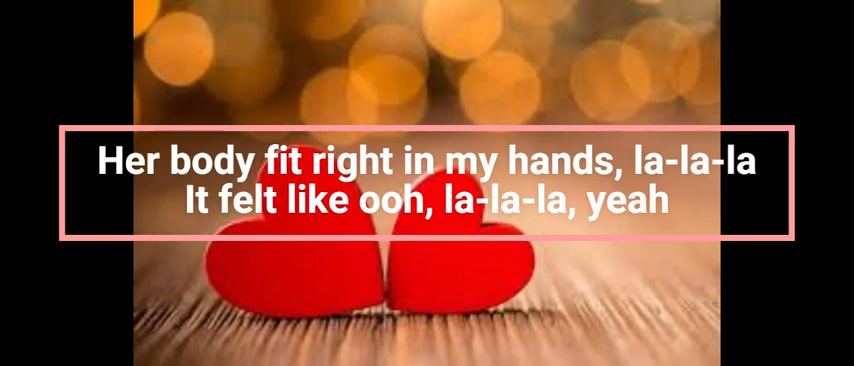 Her body fit right in my hands, la-la-la
It felt like ooh, la-la-la, yeah